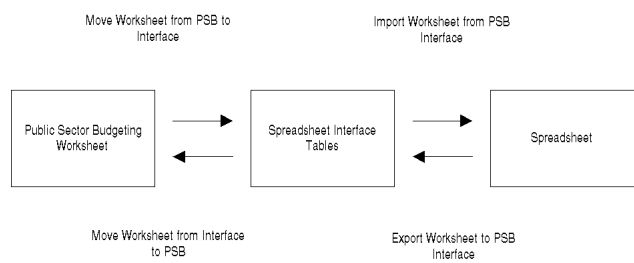 Move Worksheet from PSB to
Interface
Import Worksheet from PSB
Interface
Public Sector Budgeting
Worksheet
Spreadsheet Interface
Tables
Spreadsheet
Move Worksheet from Interface
to PSB
Export Worksheet to PSB
Interface